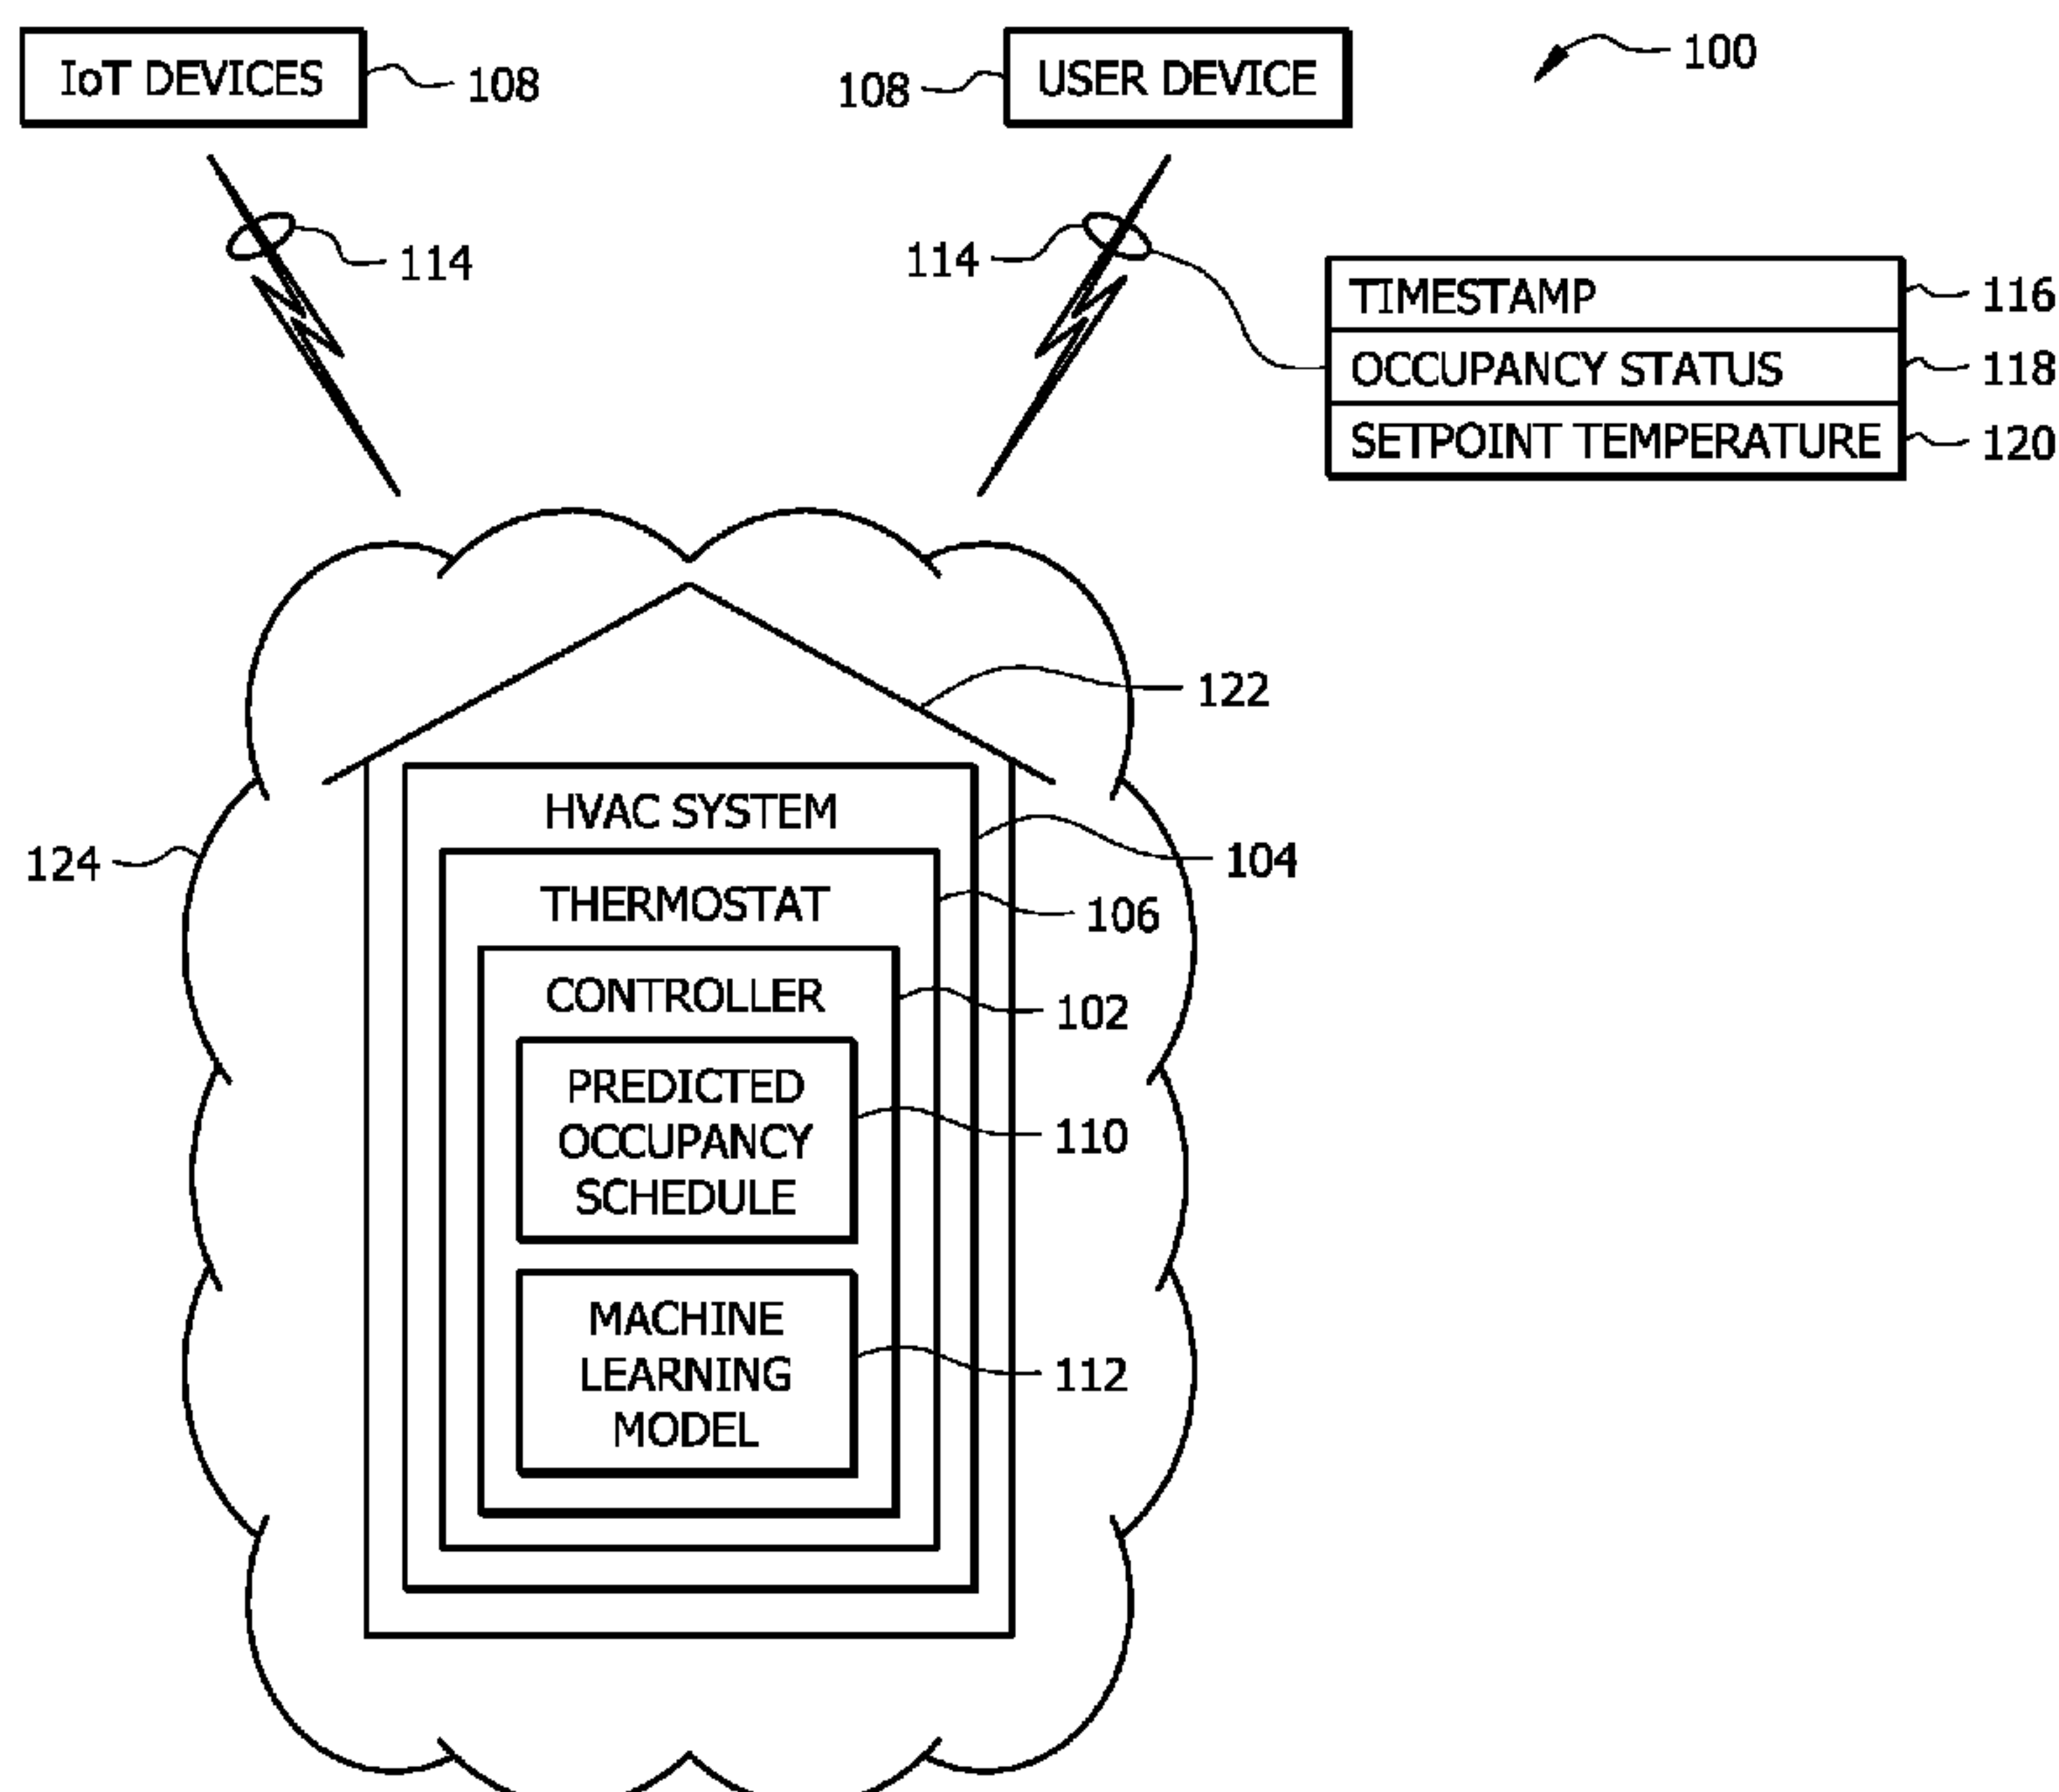 IoT DEVICES
108
108
USER DEVICE
100
114
114
TIMESTAMP
116
OCCUPANCY STATUS
118
SETPOINT TEMPERATURE
120
122
HVAC SYSTEM
104
124
THERMOSTAT
106
CONTROLLER
102
PREDICTED
OCCUPANCY
SCHEDULE
110
MACHINE
LEARNING
MODEL
112